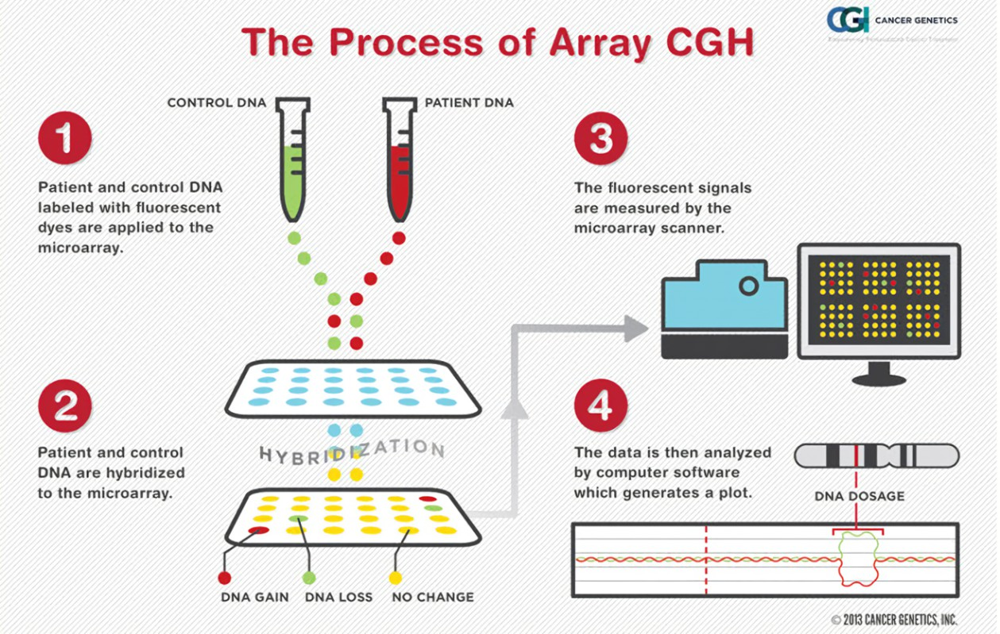 The Process of Array CGH
CGI CANCER GENETICS
CONTROL DNA
PATIENT DNA
1
Patient and control DNA
labeled with fluorescent
dyes are applied to the
microarray.
2
Patient and control
DNA are hybridized
to the microarray.
HYBRIDIZATION
DNA GAIN
DNA LOSS
NO CHANGE
3
The fluorescent signals
are measured by the
microarray scanner.
4
The data is then analyzed
by computer software
which generates a plot.
DNA DOSAGE
© 2013 CANCER GENETICS, INC.